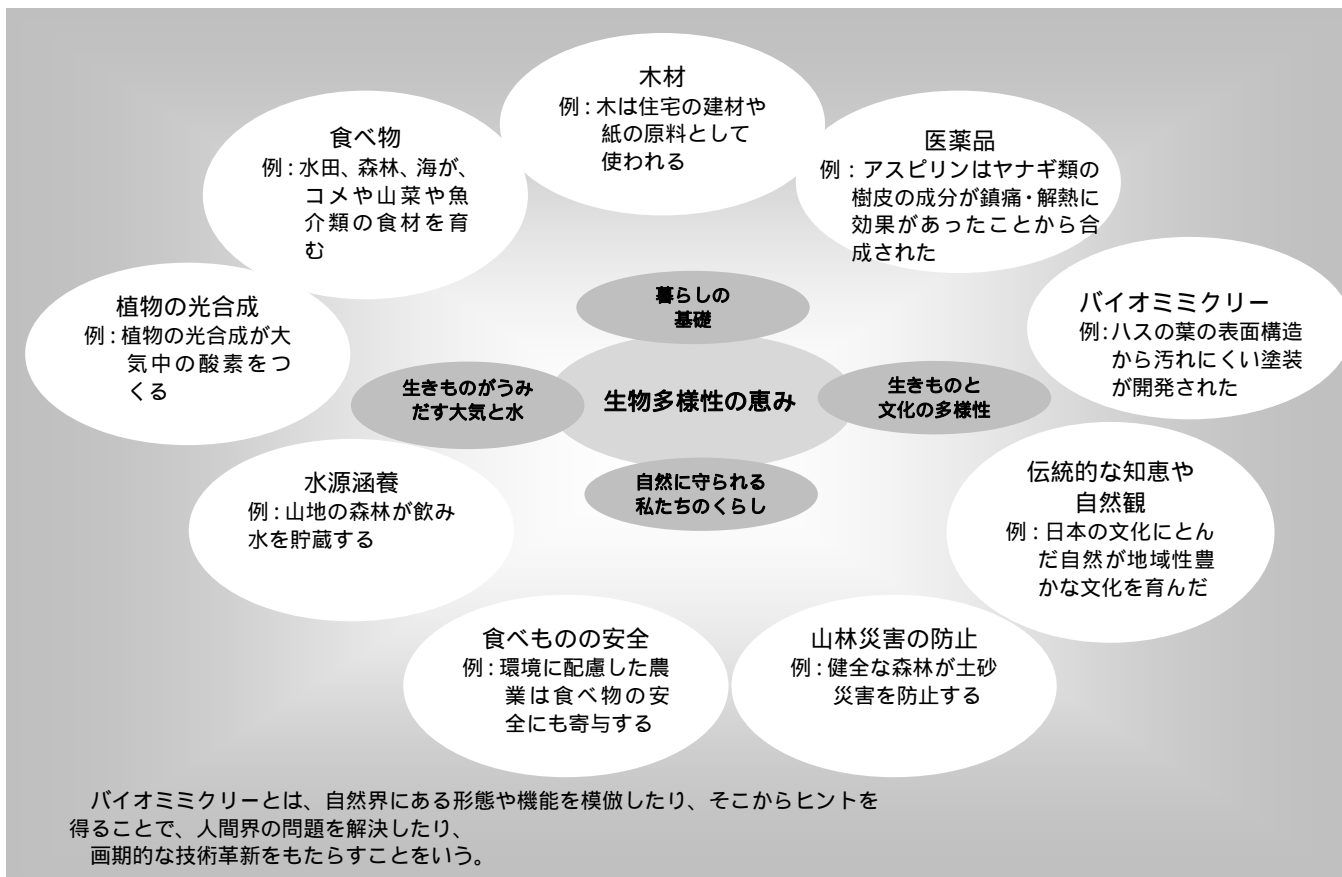 木材
例：木は住宅の建材や
紙の原料として
使われる
食べ物
例：水田、森林、海が、
コメや山菜や魚
介類の食材を育
む
医薬品
例：アスピリンはヤナギ類の
樹皮の成分が鎮痛・解熱に
効果があったことから合
成された
植物の光合成
例：植物の光合成が大
気中の酸素をつ
くる
暮らしの
基礎
バイオミミクリー
例：ハスの葉の表面構造
から汚れにくい塗装
が開発された
生きものがうみ
だす大気と水
生物多様性の恵み
生きものと
文化の多様性
水源涵養
例：山地の森林が飲み
水を貯蔵する
自然に守られる
私たちのくらし
伝統的な知恵や
自然観
例：日本の文化にとん
だ自然が地域性豊
かな文化を育んだ
食べものの安全
例：環境に配慮した農
業は食べ物の安
全にも寄与する
山林災害の防止
例：健全な森林が土砂
災害を防止する
バイオミミクリーとは、自然界にある形態や機能を模倣したり、そこからヒントを
得ることで、人間界の問題を解決したり、
画期的な技術革新をもたらすことをいう。